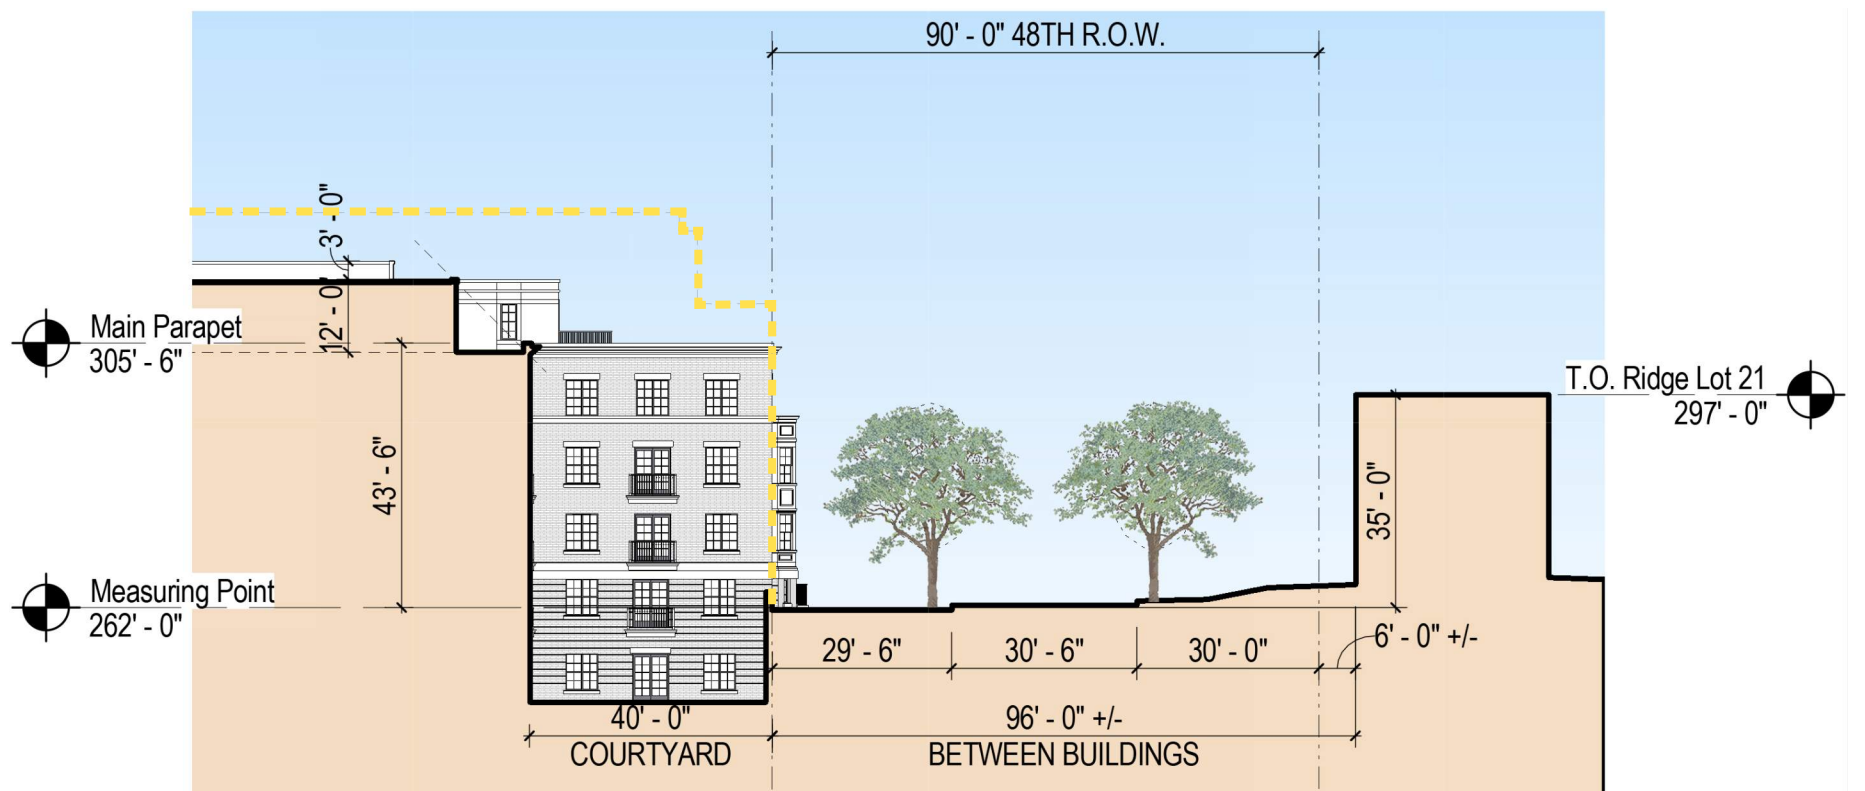 90' - 0" 48TH R.O.W.
3' - 0"
12' - 0"
Main Parapet
305' - 6"
T.O. Ridge Lot 21
297' - 0"
43' - 6"
35' - 0"
Measuring Point
262' - 0"
29' - 6"
30' - 6"
30' - 0"
6' - 0" +/-
40' - 0"
96' - 0" +/-
COURTYARD
BETWEEN BUILDINGS